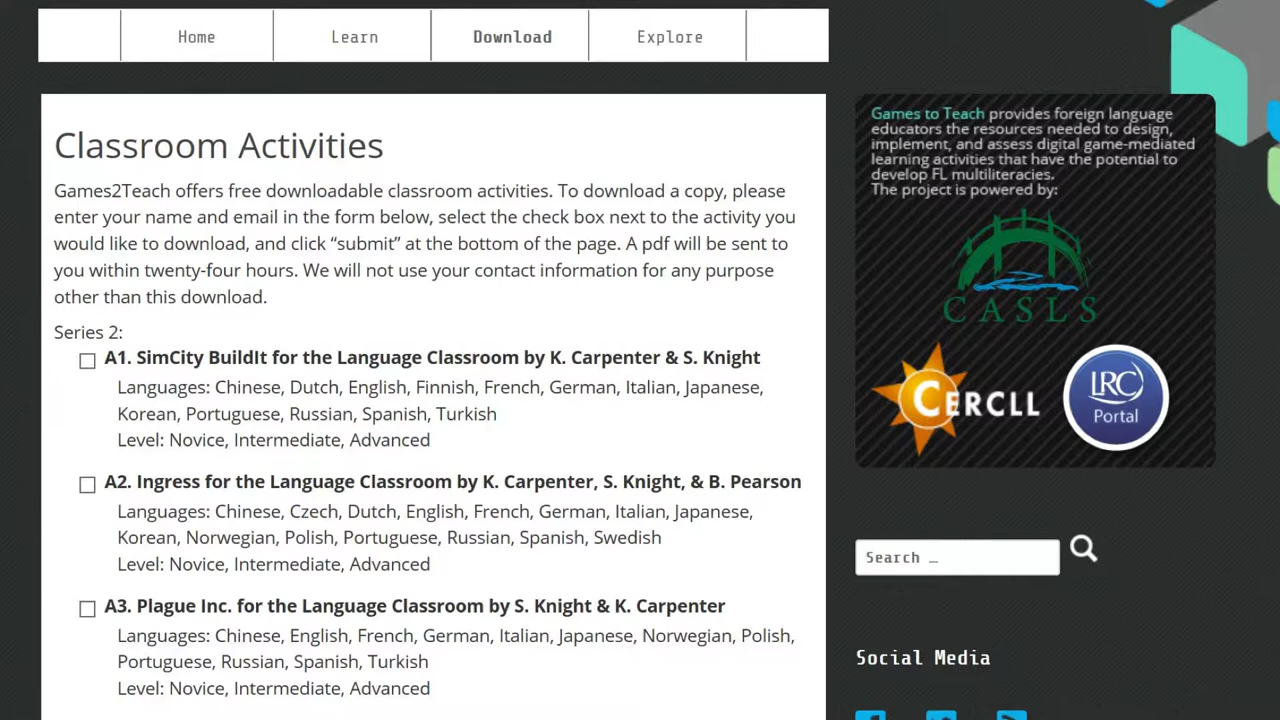 Home
Learn
Download
Explore
Classroom Activities
Games2Teach offers free downloadable classroom activities. To download a copy, please
enter your name and email in the form below, select the check box next to the activity you
would like to download, and click “submit” at the bottom of the page. A pdf will be sent to
you within twenty-four hours. We will not use your contact information for any purpose
other than this download.
Series 2:
A1. SimCity BuildIt for the Language Classroom by K. Carpenter & S. Knight
Languages: Chinese, Dutch, English, Finnish, French, German, Italian, Japanese,
Korean, Portuguese, Russian, Spanish, Turkish
Level: Novice, Intermediate, Advanced
A2. Ingress for the Language Classroom by K. Carpenter, S. Knight, & B. Pearson
Languages: Chinese, Czech, Dutch, English, French, German, Italian, Japanese,
Korean, Norwegian, Polish, Portuguese, Russian, Spanish, Swedish
Level: Novice, Intermediate, Advanced
A3. Plague Inc. for the Language Classroom by S. Knight & K. Carpenter
Languages: Chinese, English, French, German, Italian, Japanese, Norwegian, Polish,
Portuguese, Russian, Spanish, Turkish
Level: Novice, Intermediate, Advanced
Games to Teach provides foreign language
educators the resources needed to design,
implement, and assess digital game-mediated
learning activities that have the potential to
develop FL multiliteracies.
The project is powered by:
CASLS
CERCLL
LRC
Portal
Search …
Social Media